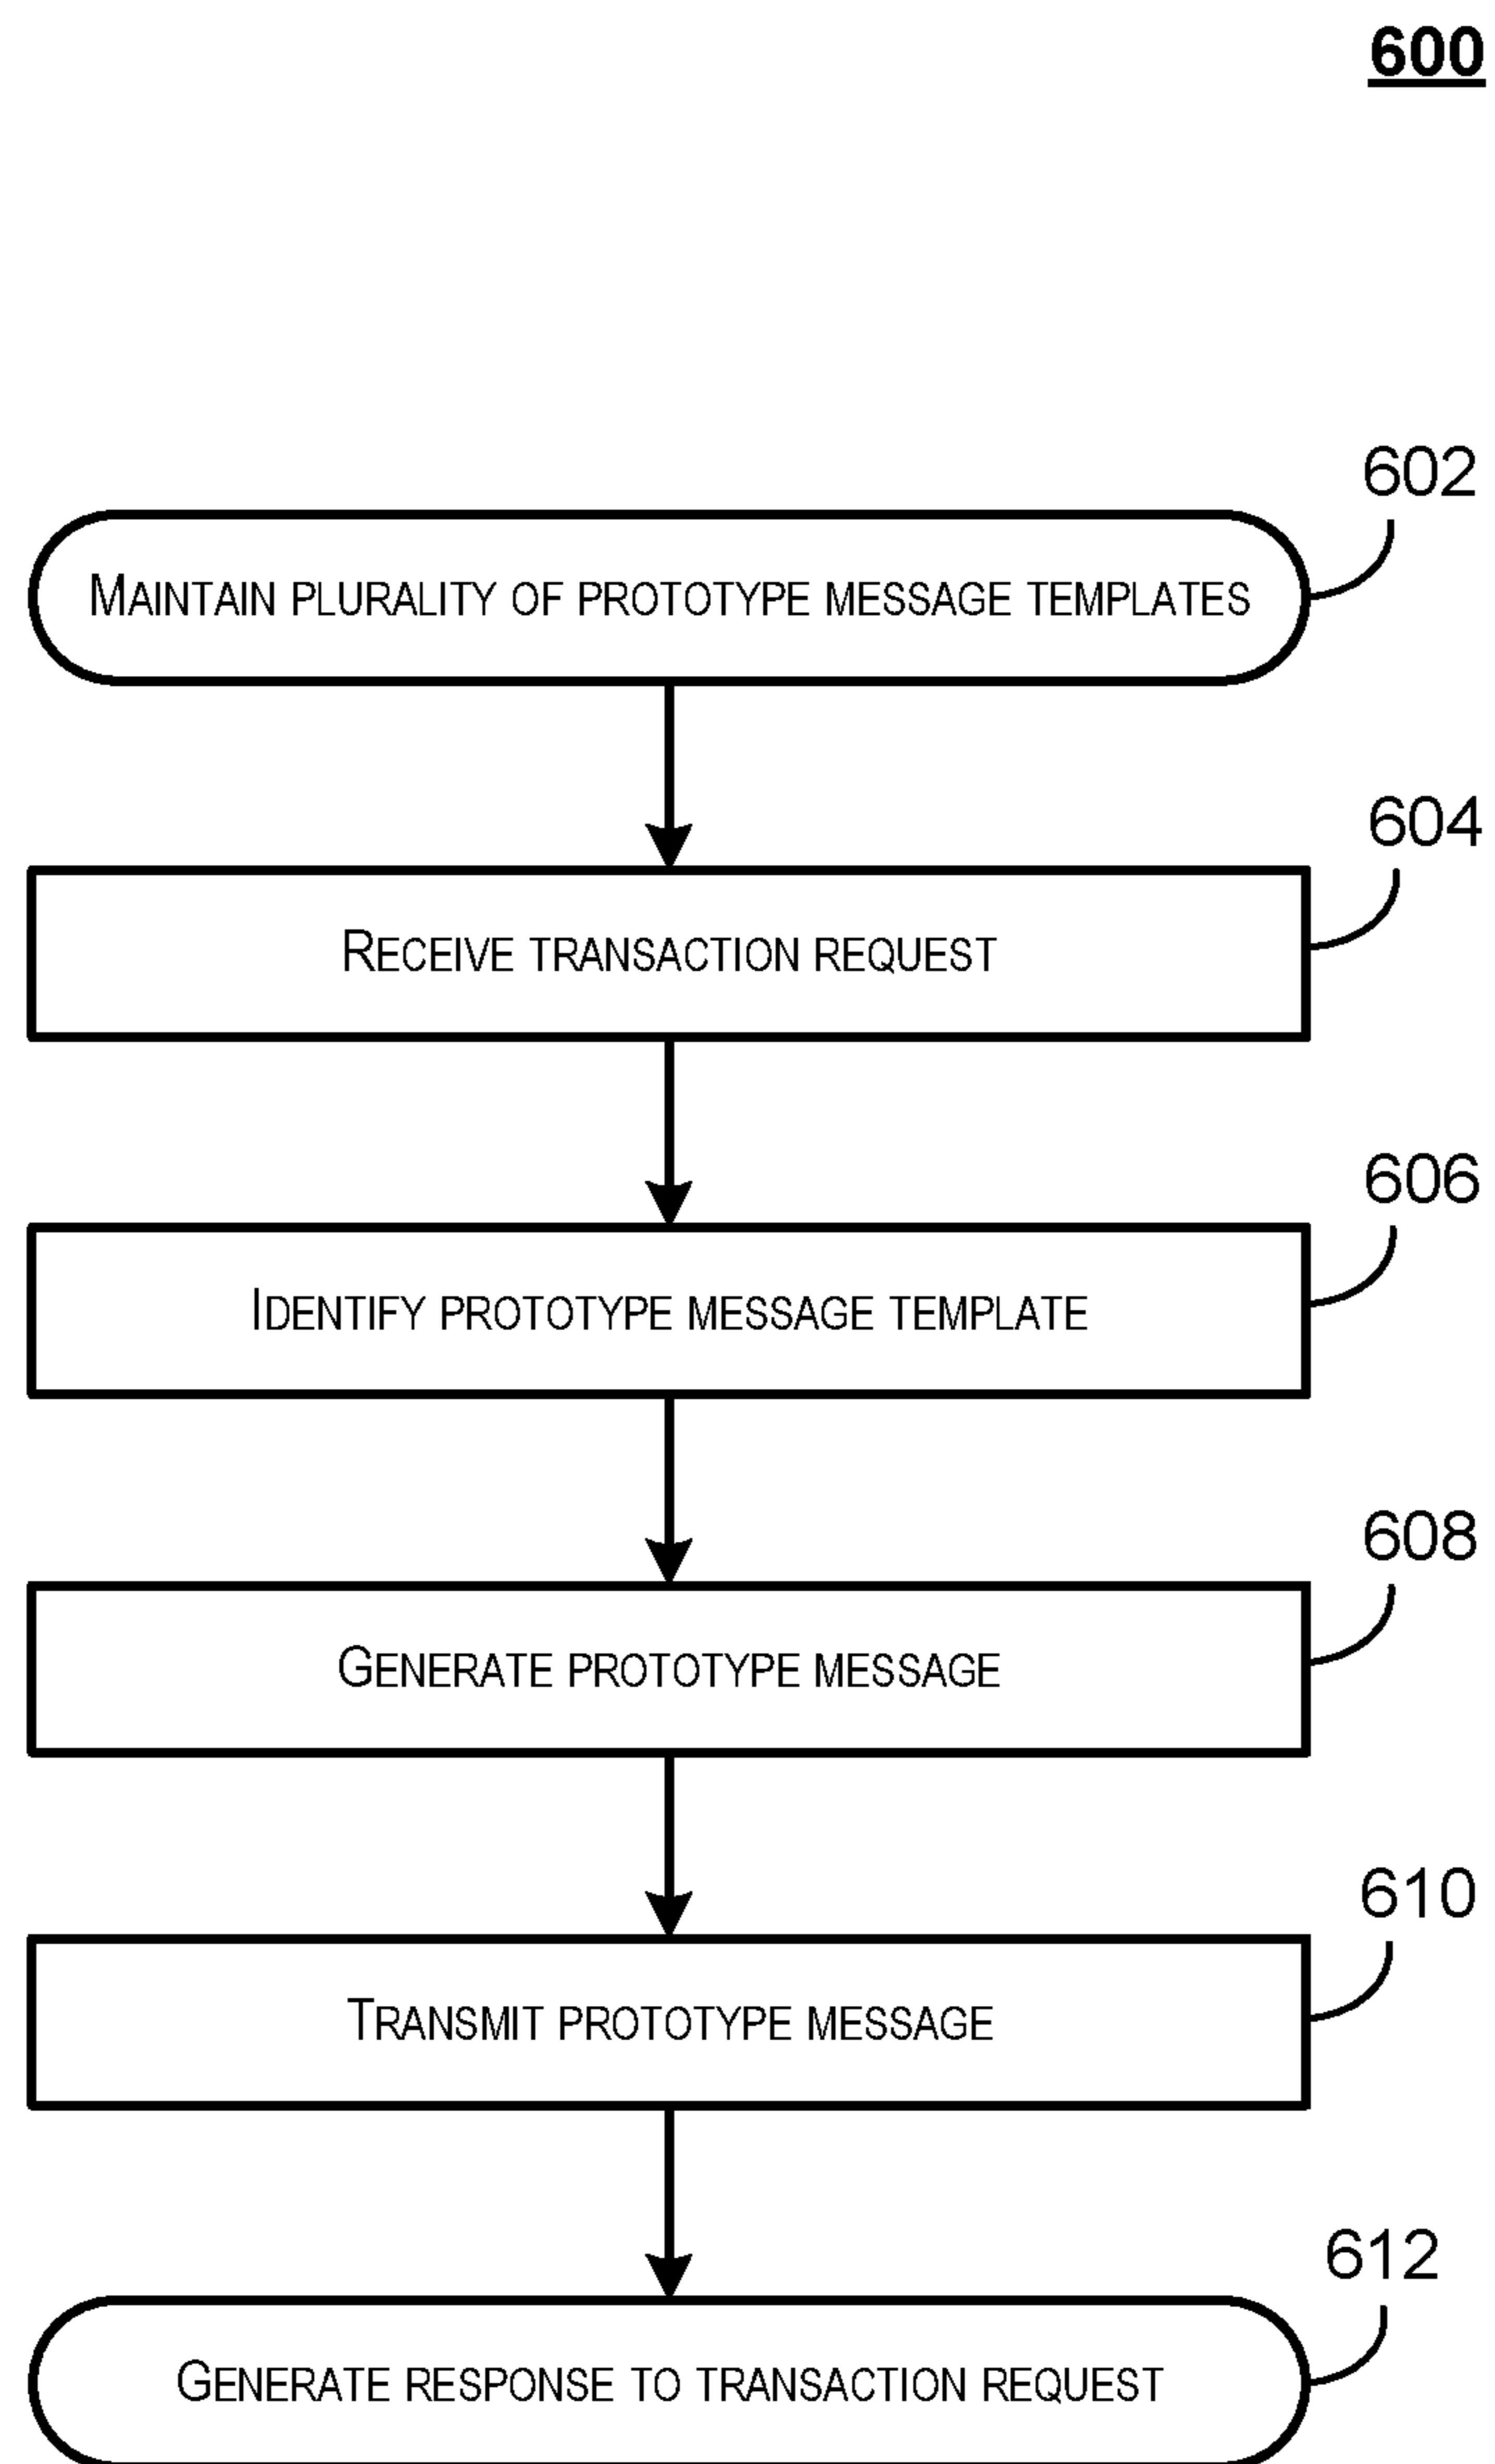 600
602
MAINTAIN PLURALITY OF PROTOTYPE MESSAGE TEMPLATES
604
RECEIVE TRANSACTION REQUEST
606
IDENTIFY PROTOTYPE MESSAGE TEMPLATE
608
GENERATE PROTOTYPE MESSAGE
610
TRANSMIT PROTOTYPE MESSAGE
612
GENERATE RESPONSE TO TRANSACTION REQUEST